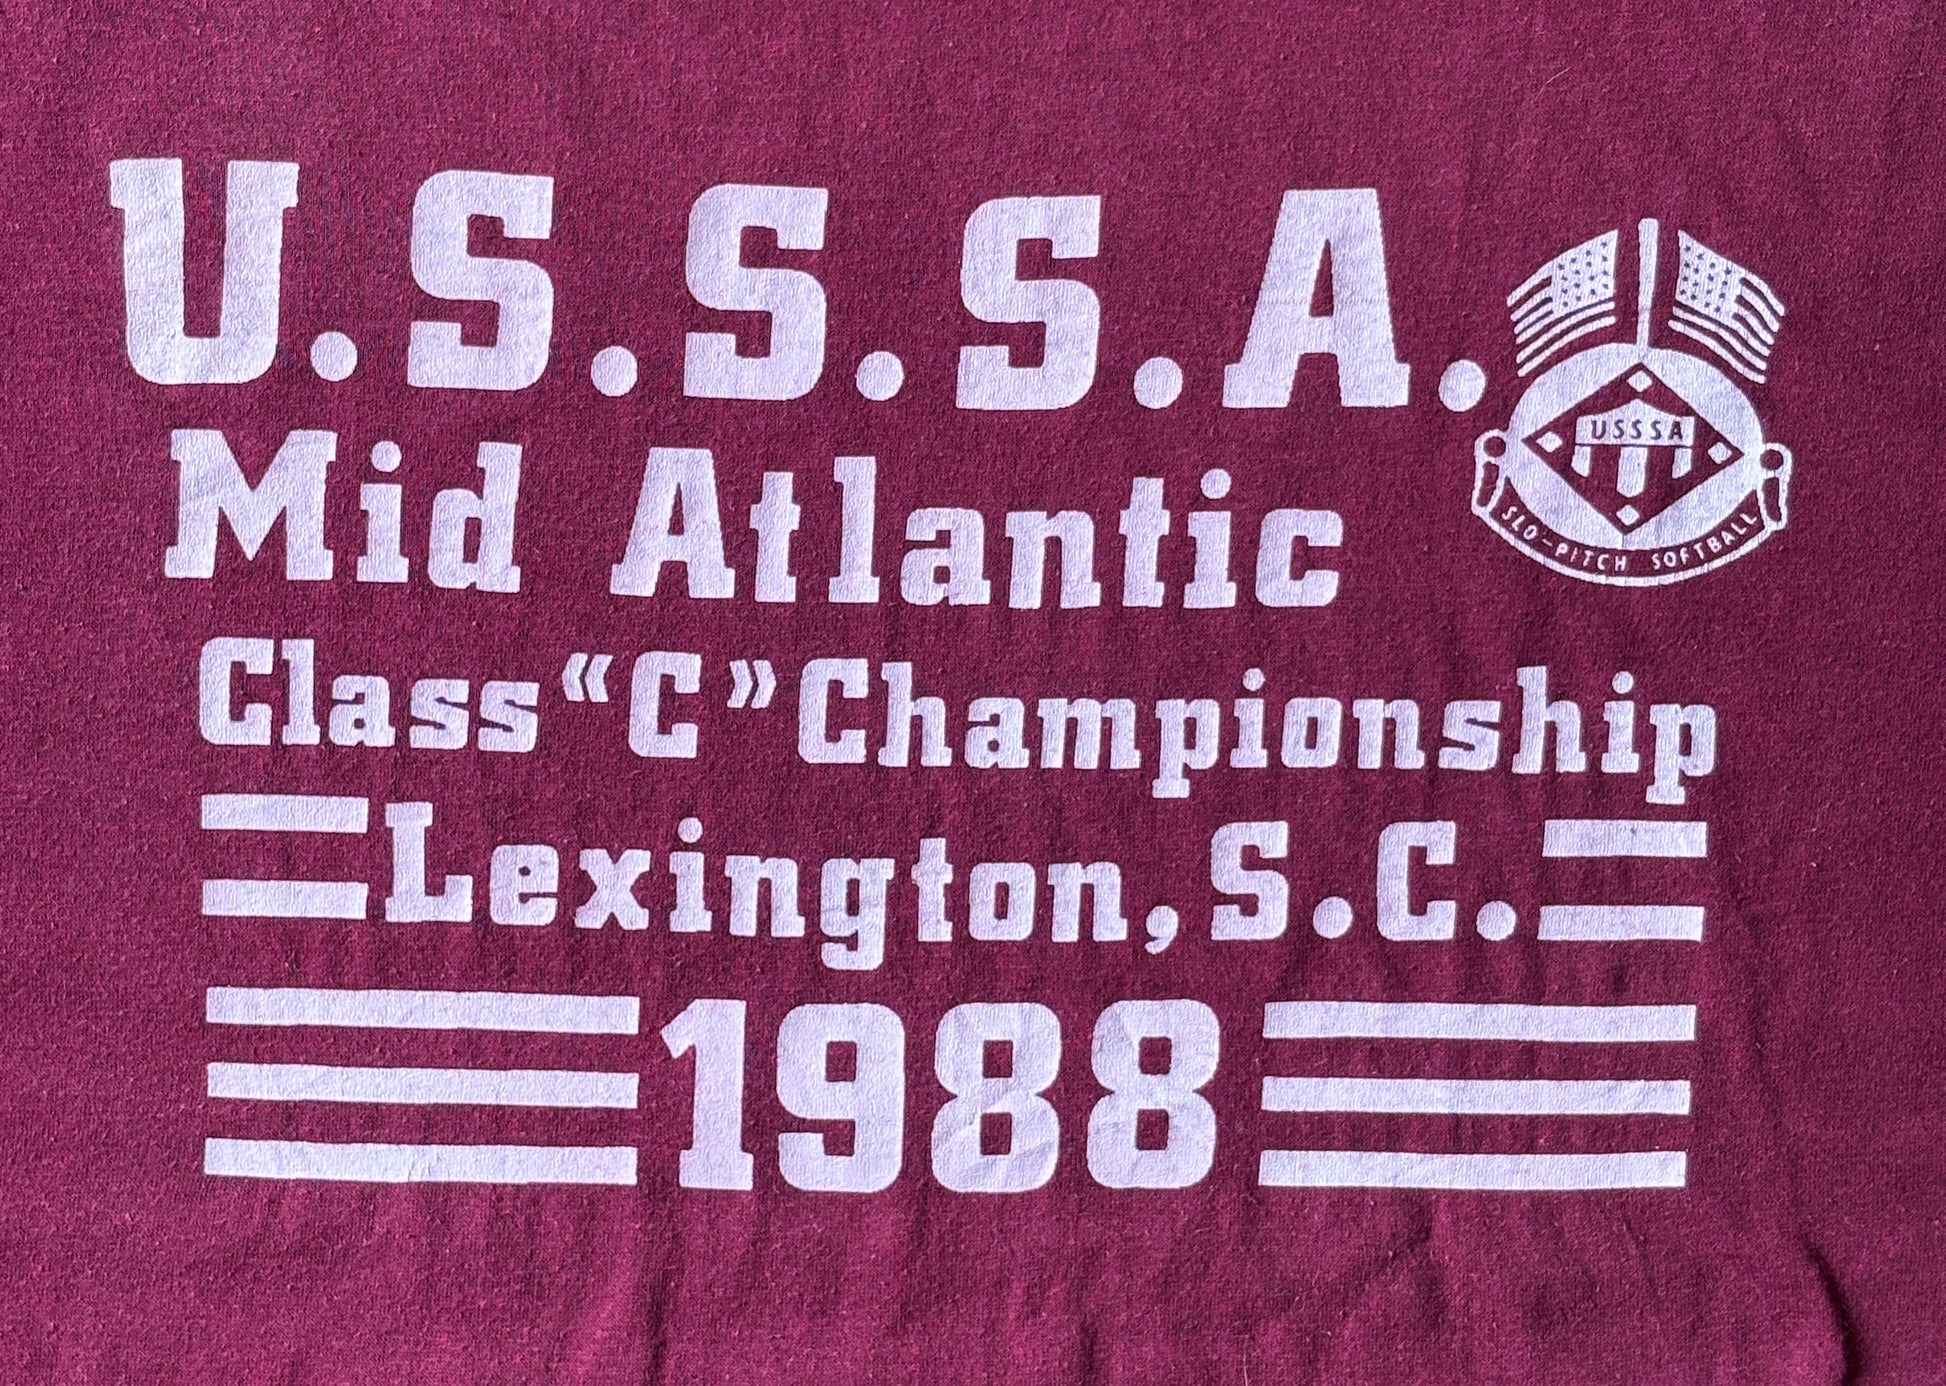 U.S.S.S.A.
USSSA
SLO-PITCH SOFTBALL
Mid Atlantic
Class "C" Championship
Lexington, S.C.
1988